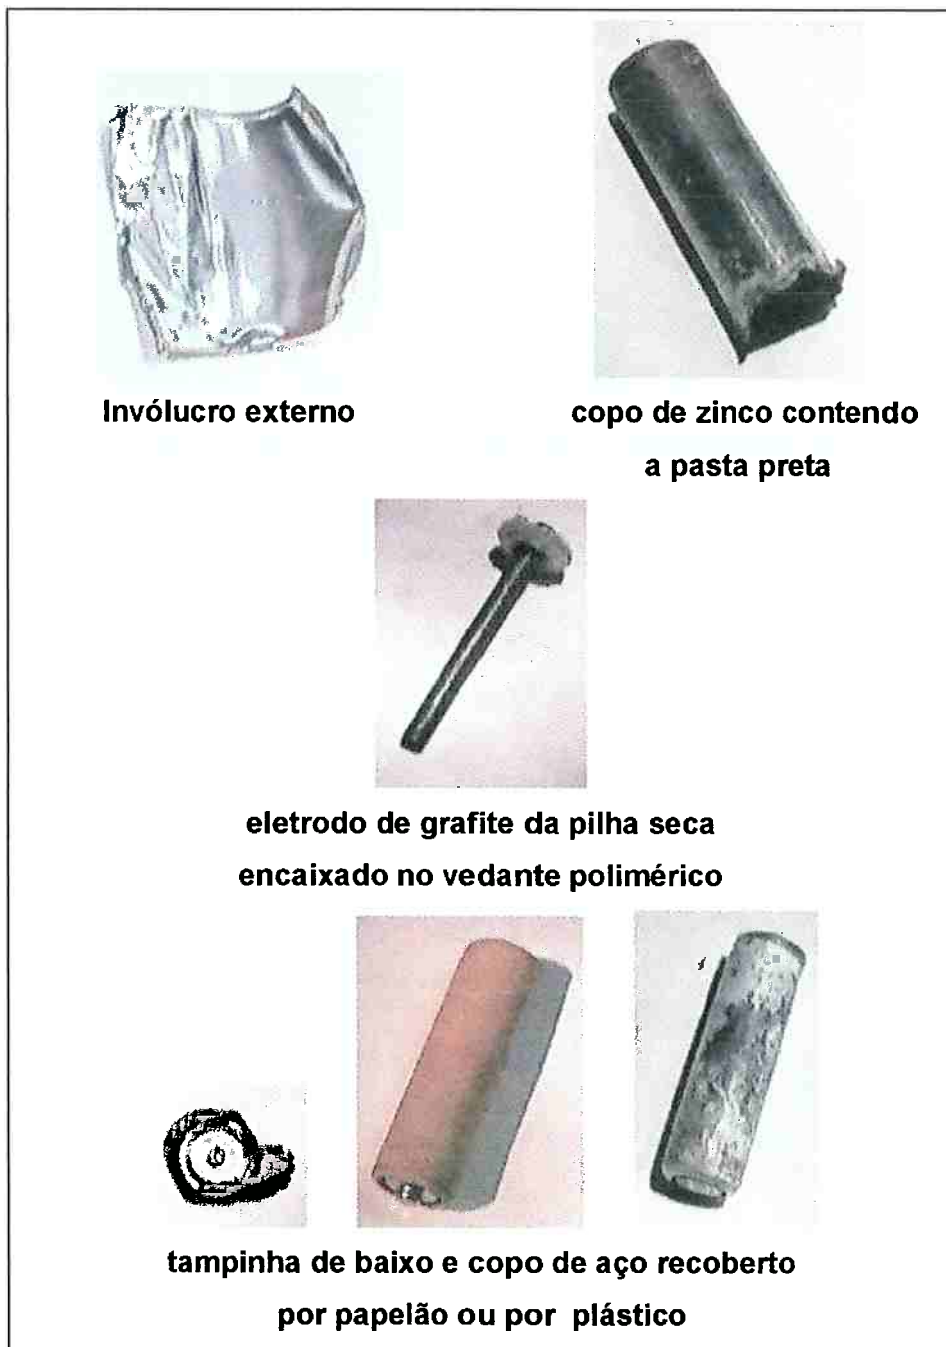 Invólucro externo
copo de zinco contendo
a pasta preta
eletrodo de grafite da pilha seca
encaixado no vedante polimérico
tampinha de baixo e copo de aço recoberto
por papelão ou por plástico